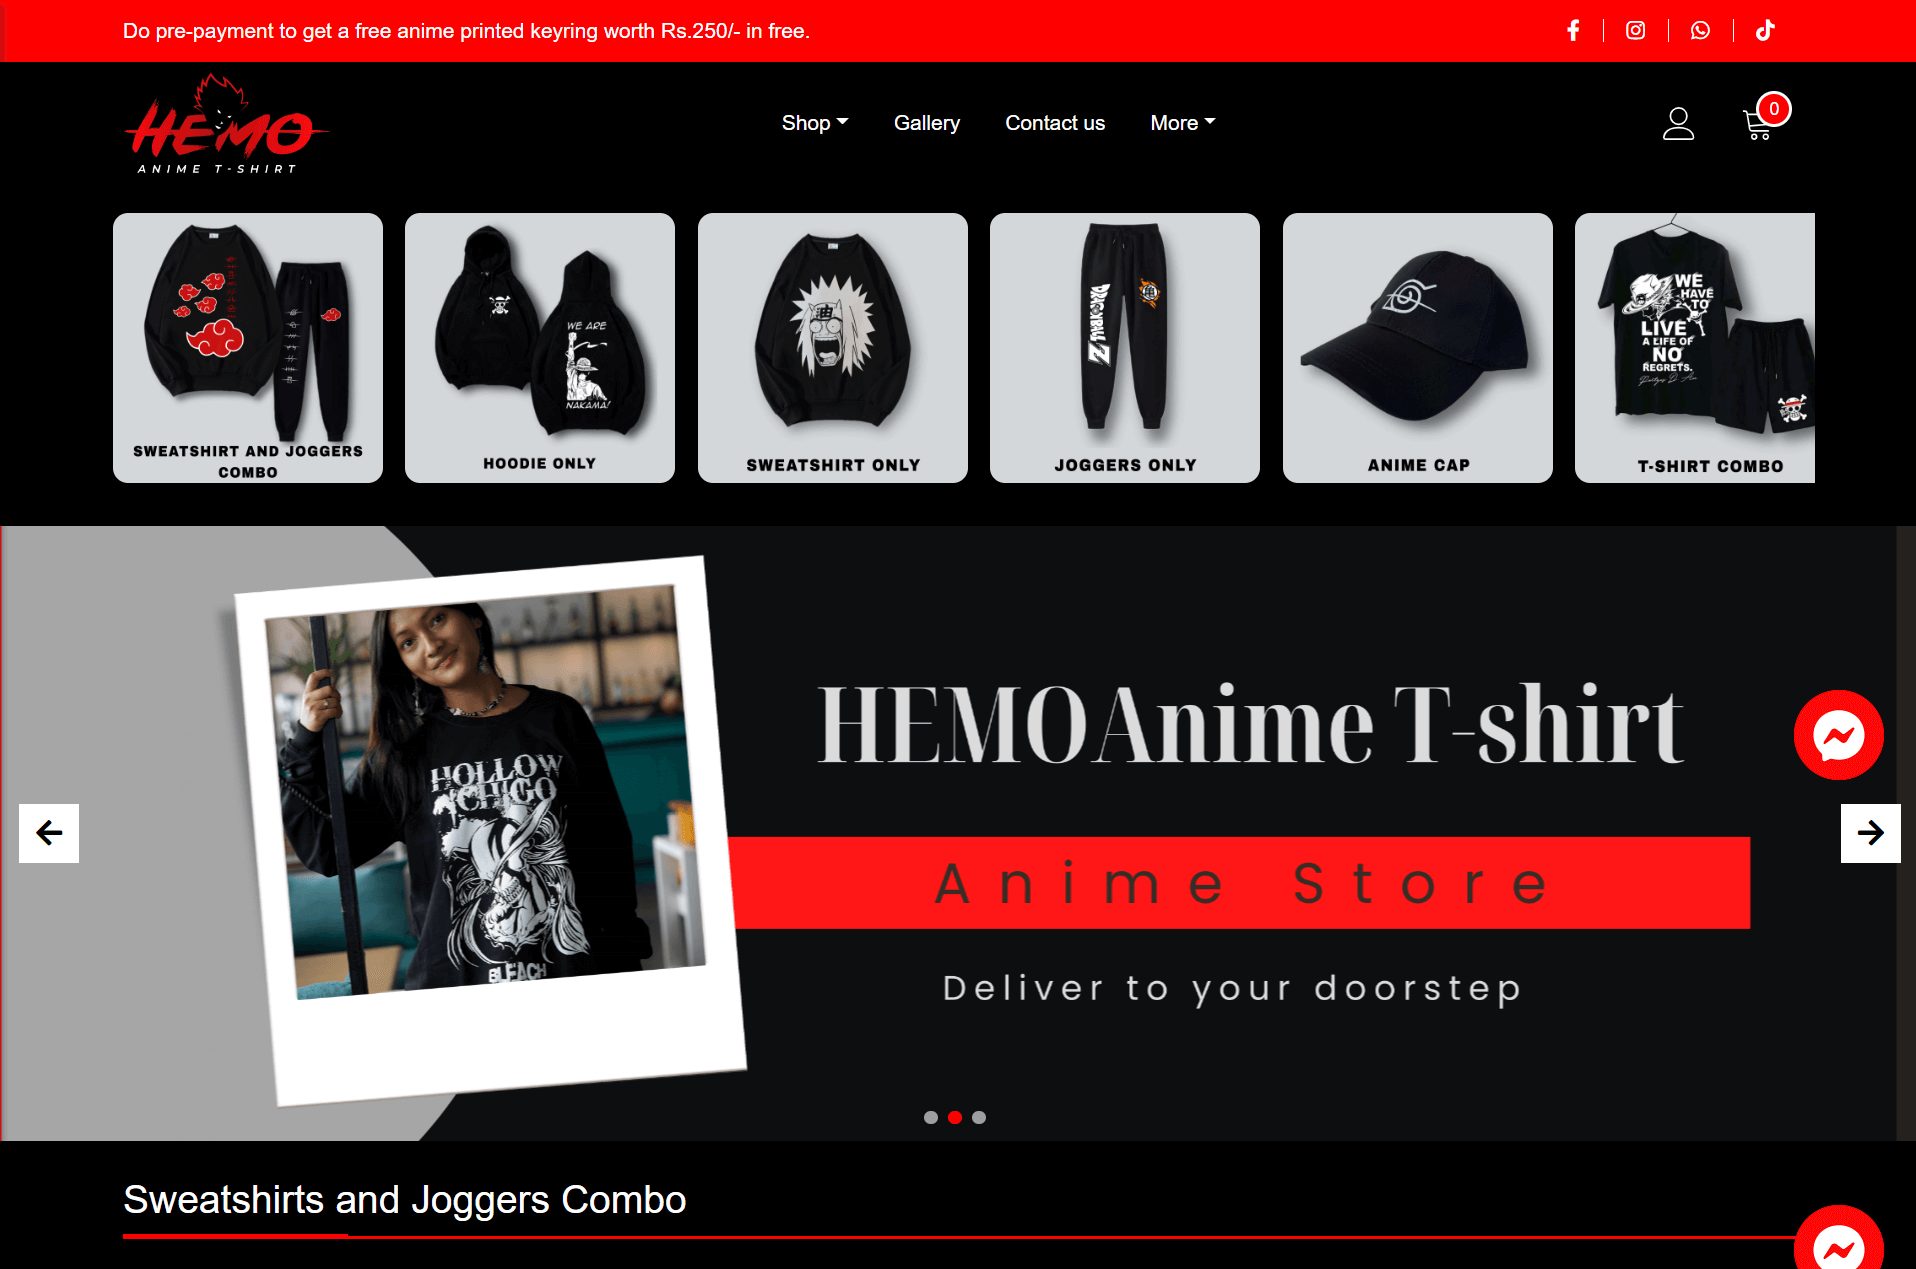 Do pre-payment to get a free anime printed keyring worth Rs.250/- in free.
HEMO
ANIME T-SHIRT
Shop
Gallery
Contact us
More
0
SWEATSHIRT AND JOGGERS
COMBO
WE ARE
NAKAMA!
HOODIE ONLY
油
SWEATSHIRT ONLY
DRAGONBALL
Z
JOGGERS ONLY
ANIME CAP
WE
HAVE
TO
LIVE
A LIFE OF
NO
REGRETS.
T-SHIRT COMBO
HOLLOW
ICHIGO
BLEACH
HEMO Anime T-shirt
Anime Store
Deliver to your doorstep
Sweatshirts and Joggers Combo